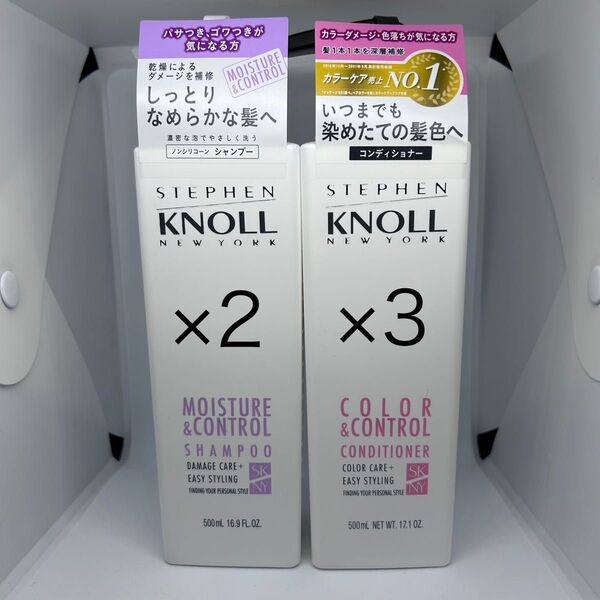 パサつき、ゴワつきが
気になる方
乾燥による
ダメージを補修
MOISTURE
&CONTROL
しっとり
なめらかな髪へ
濃密な泡でやさしく洗う
ノンシリコーン シャンプー
STEPHEN
KNOLL
NEW YORK
×2
MOISTURE
&CONTROL
SHAMPOO
DAMAGE CARE+
EASY STYLING
FINDING YOUR PERSONAL STYLE
SK
NY
500mL 16.9 FL.OZ.
カラーダメージ・色落ちが気になる方
髪1本1本を深層補修
カラーケア売上 NO.1
いつまでも
染めたての髪色へ
コンディショナー
STEPHEN
KNOLL
NEW YORK
×3
COLOR
&CONTROL
CONDITIONER
COLOR CARE+
EASY STYLING
FINDING YOUR PERSONAL STYLE
SK
NY
500mL NET WT. 17.1 OZ.